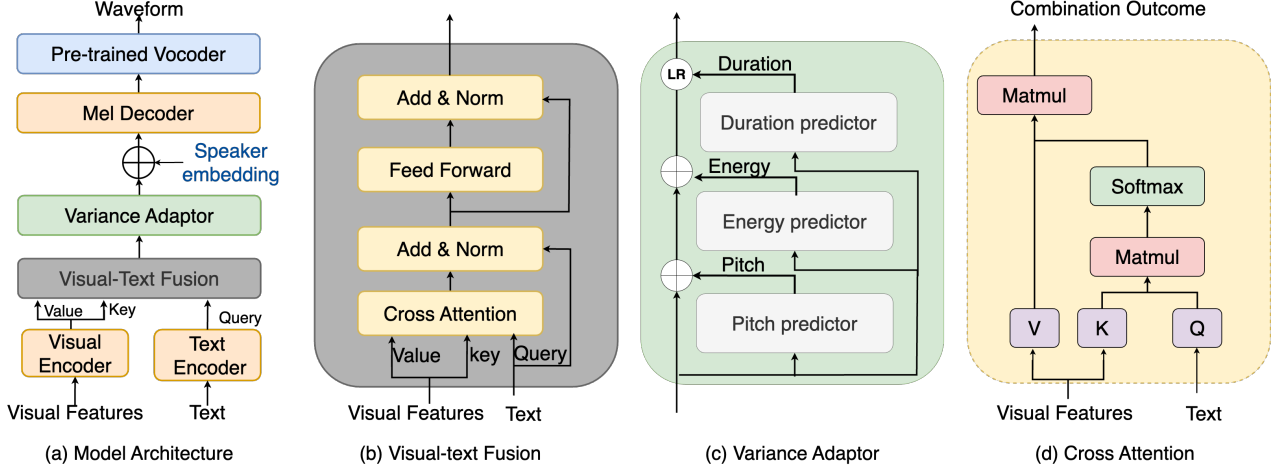 Waveform
Pre-trained Vocoder
Mel Decoder
Speaker
embedding
Variance Adaptor
Visual-Text Fusion
Value
Key
Query
Visual
Encoder
Text
Encoder
Visual Features
Text
(a) Model Architecture
Add & Norm
Feed Forward
Add & Norm
Cross Attention
Value
key
Query
Visual Features
Text
(b) Visual-text Fusion
LR
Duration
Duration predictor
Energy
Energy predictor
Pitch
Pitch predictor
(c) Variance Adaptor
Combination Outcome
Matmul
Softmax
Matmul
V
K
Q
Visual Features
Text
(d) Cross Attention